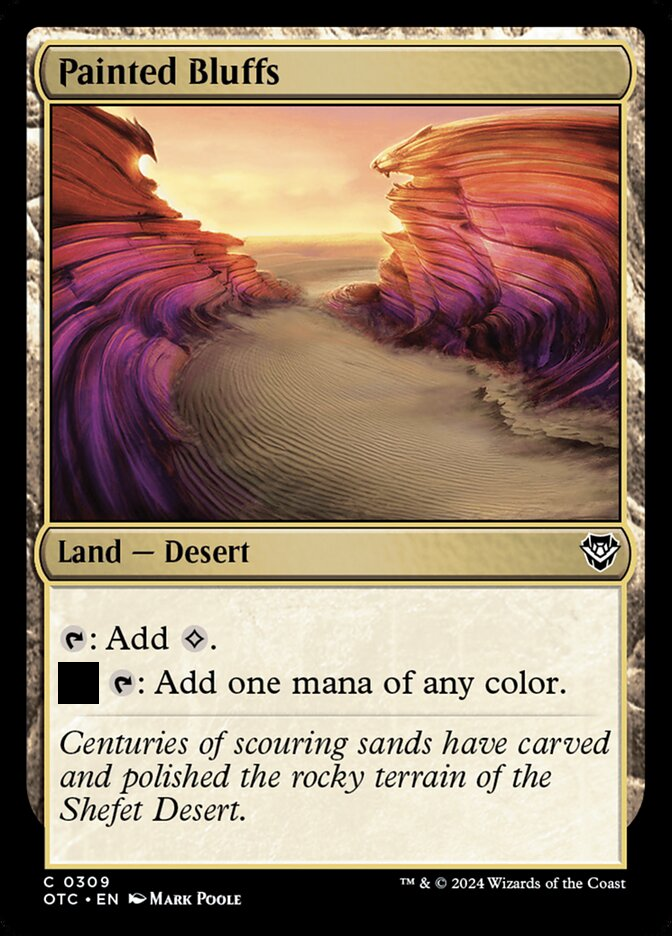 Painted Bluffs
Land — Desert
: Add .
: Add one mana of any color.
Centuries of scouring sands have carved
and polished the rocky terrain of the
Shefet Desert.
C 0309
OTC • EN Mark Poole
™ & © 2024 Wizards of the Coast